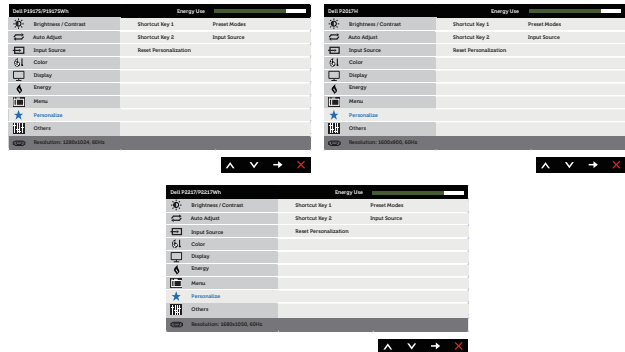 Dell P1917S/P1917SWh Energy Use
Brightness / Contrast Shortcut Key 1 Preset Modes
Auto Adjust Shortcut Key 2 Input Source
Input Source Reset Personalization
Color
Display
Energy
Menu
Personalize
Others
Resolution: 1280x1024, 60Hz
Dell P2017H Energy Use
Brightness / Contrast Shortcut Key 1 Preset Modes
Auto Adjust Shortcut Key 2 Input Source
Input Source Reset Personalization
Color
Display
Energy
Menu
Personalize
Others
Resolution: 1600x900, 60Hz
Dell P2217/P2217Wh Energy Use
Brightness / Contrast Shortcut Key 1 Preset Modes
Auto Adjust Shortcut Key 2 Input Source
Input Source Reset Personalization
Color
Display
Energy
Menu
Personalize
Others
Resolution: 1680x1050, 60Hz